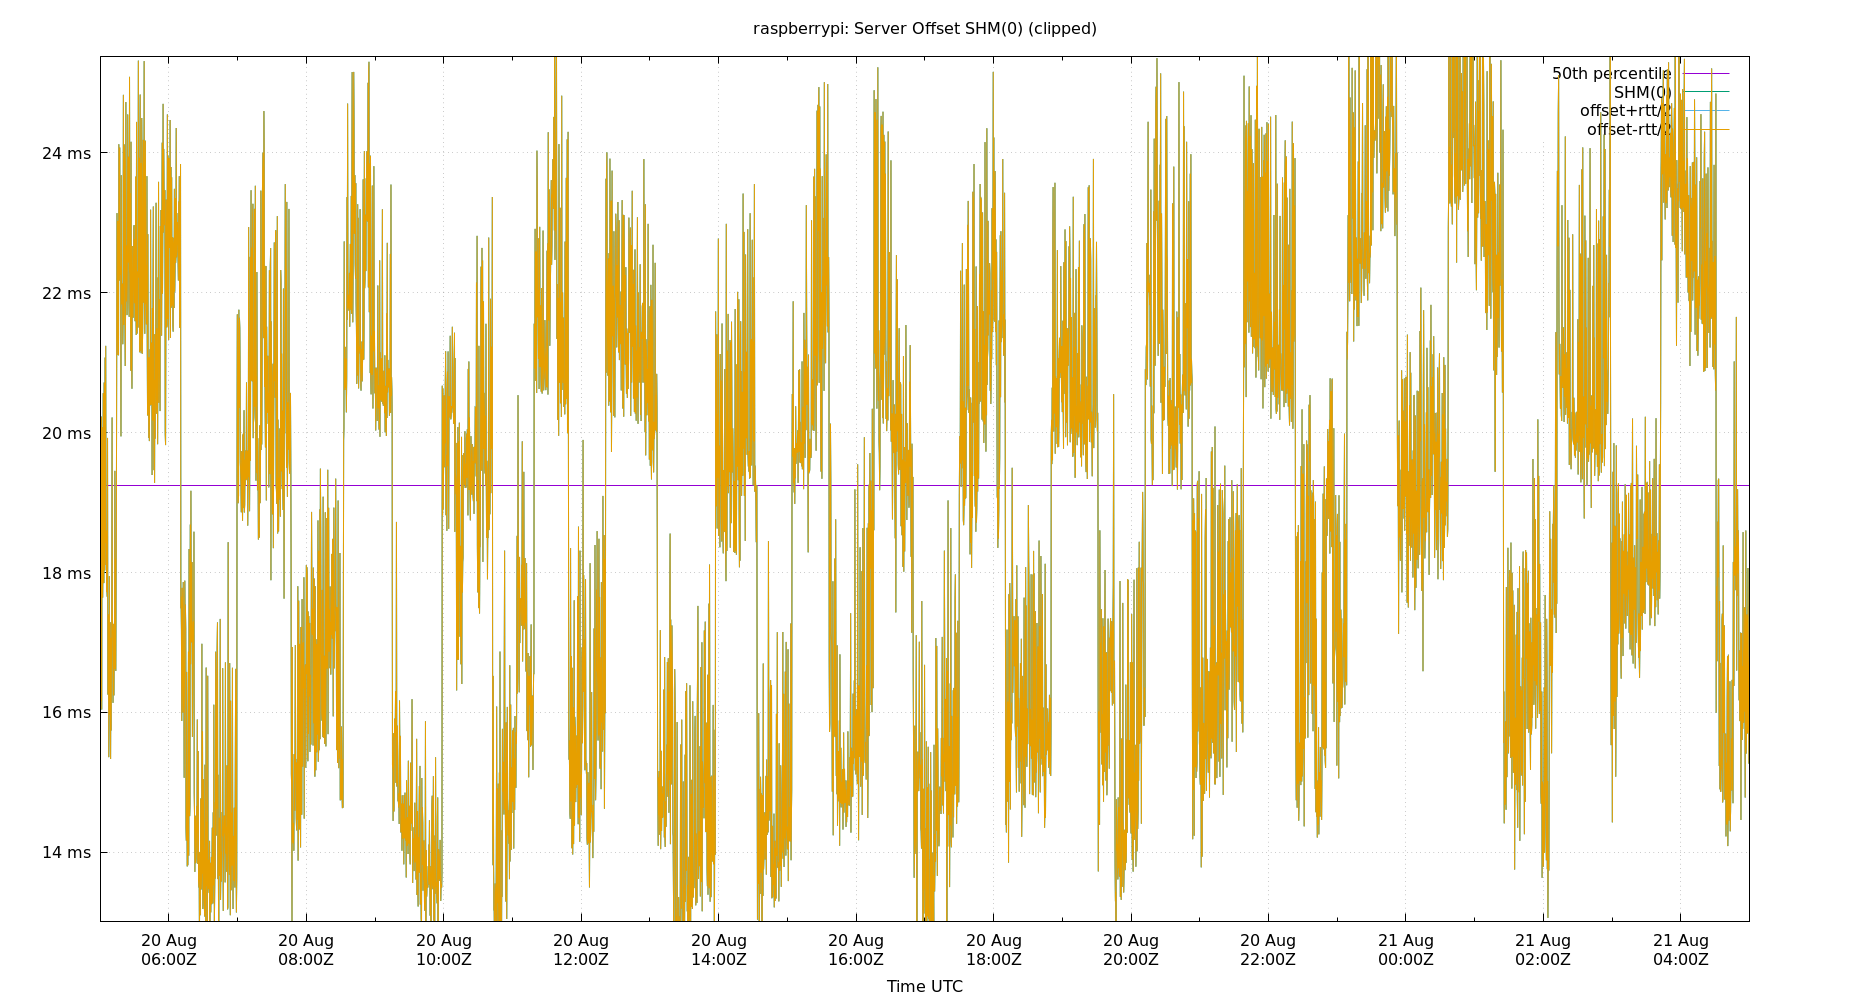 raspberrypi: Server Offset SHM(0) (clipped)
50th percentile
SHM(0)
offset+rtt/2
offset-rtt/2
24 ms
22 ms
20 ms
18 ms
16 ms
14 ms
20 Aug 20 Aug 20 Aug 20 Aug 20 Aug 20 Aug 20 Aug 20 Aug 20 Aug 21 Aug 21 Aug 21 Aug
06:00Z 08:00Z 10:00Z 12:00Z 14:00Z 16:00Z 18:00Z 20:00Z 22:00Z 00:00Z 02:00Z 04:00Z
Time UTC